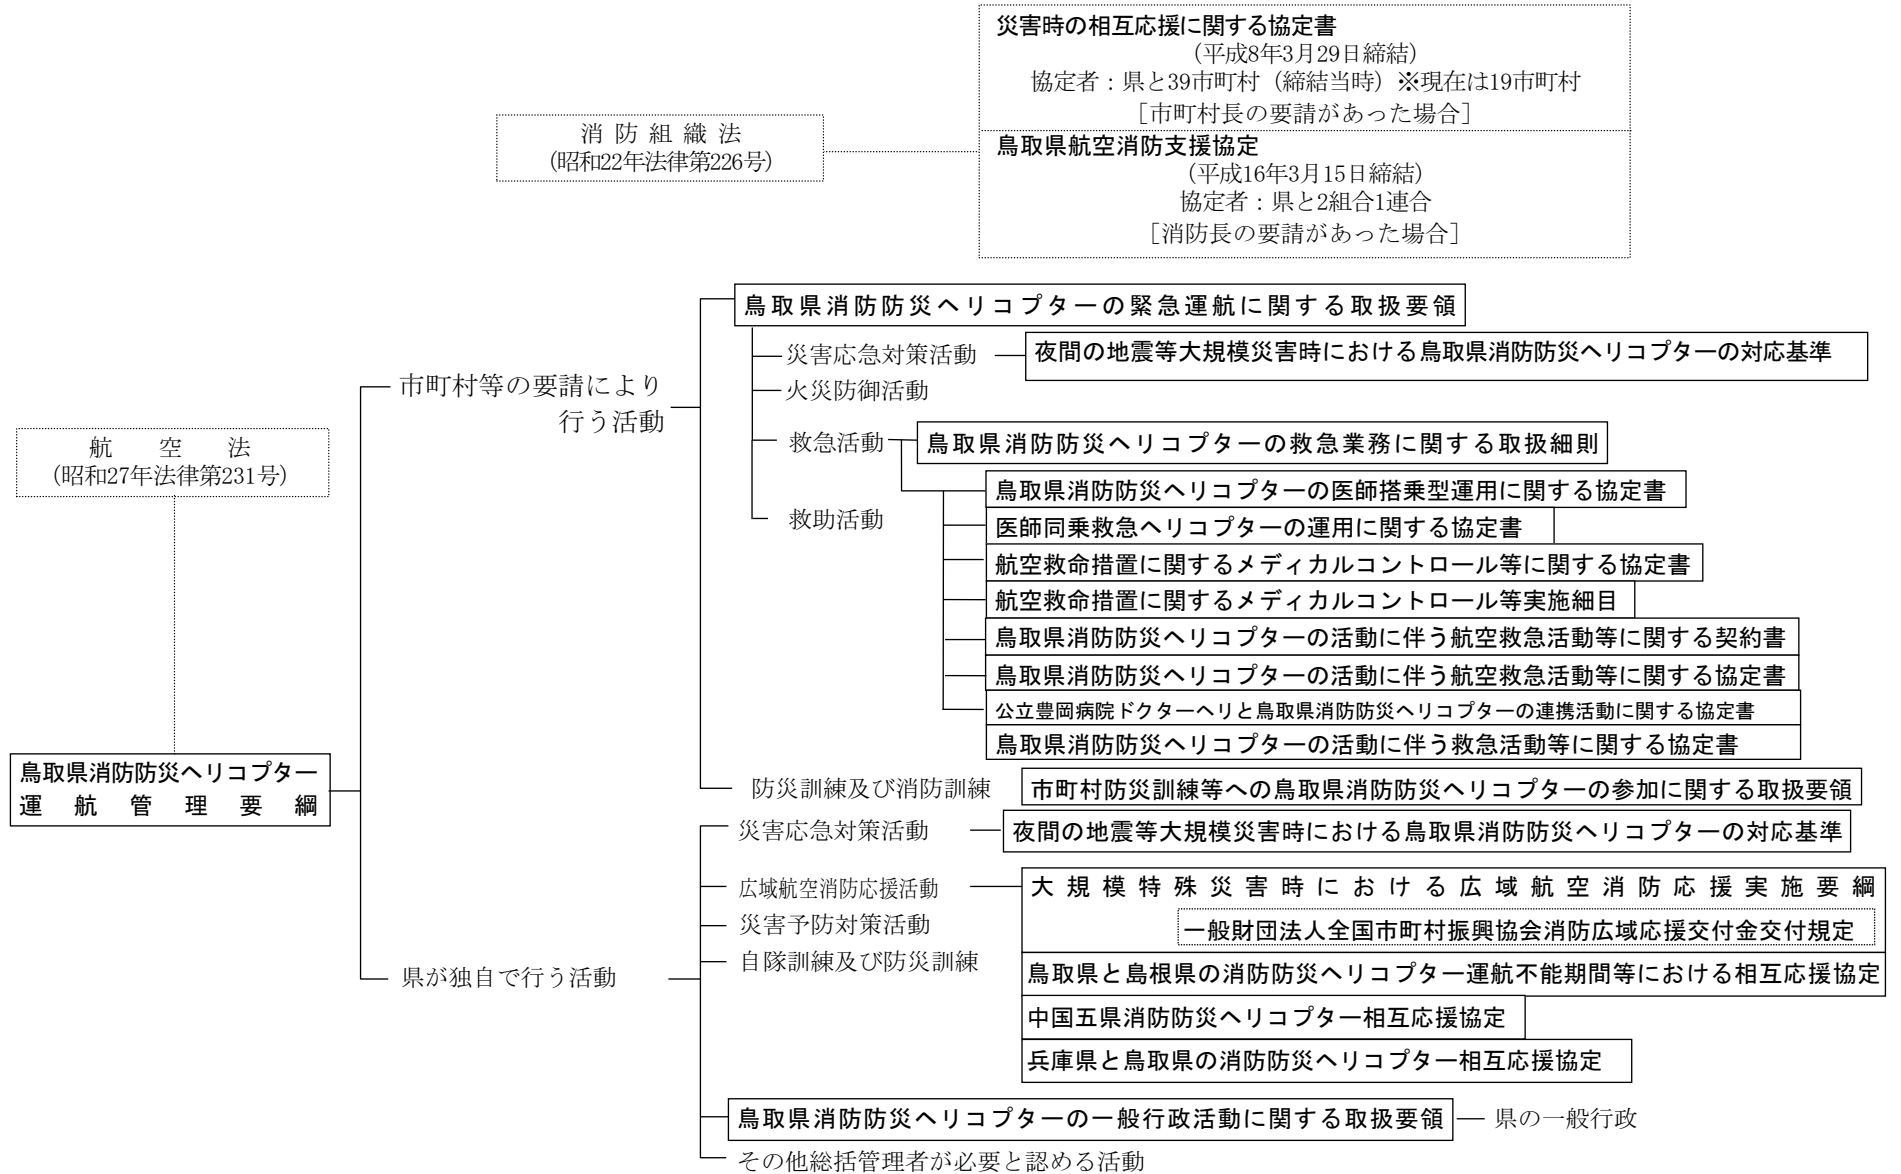 災害時の相互応援に関する協定書
(平成8年3月29日締結)
協定者：県と39市町村（締結当時）※現在は19市町村
［市町村長の要請があった場合］
消防組織法
(昭和22年法律第226号)
鳥取県航空消防支援協定
(平成16年3月15日締結)
協定者：県と2組合1連合
［消防長の要請があった場合］
鳥取県消防防災ヘリコプターの緊急運航に関する取扱要領
災害応急対策活動
夜間の地震等大規模災害時における鳥取県消防防災ヘリコプターの対応基準
市町村等の要請により
行う活動
火災防御活動
航空法
(昭和27年法律第231号)
救急活動
鳥取県消防防災ヘリコプターの救急業務に関する取扱細則
鳥取県消防防災ヘリコプターの医師搭乗型運用に関する協定書
救助活動
医師同乗救急ヘリコプターの運用に関する協定書
航空救命措置に関するメディカルコントロール等に関する協定書
航空救命措置に関するメディカルコントロール等実施細目
鳥取県消防防災ヘリコプターの活動に伴う航空救急活動等に関する契約書
鳥取県消防防災ヘリコプターの活動に伴う航空救急活動等に関する協定書
公立豊岡病院ドクターヘリと鳥取県消防防災ヘリコプターの連携活動に関する協定書
鳥取県消防防災ヘリコプターの活動に伴う救急活動等に関する協定書
鳥取県消防防災ヘリコプター
運航管理要綱
防災訓練及び消防訓練
市町村防災訓練等への鳥取県消防防災ヘリコプターの参加に関する取扱要領
災害応急対策活動
夜間の地震等大規模災害時における鳥取県消防防災ヘリコプターの対応基準
広域航空消防応援活動
大規模特殊災害時における広域航空消防応援実施要綱
災害予防対策活動
一般財団法人全国市町村振興協会消防広域応援交付金交付規定
自隊訓練及び防災訓練
県が独自で行う活動
鳥取県と島根県の消防防災ヘリコプター運航不能期間等における相互応援協定
中国五県消防防災ヘリコプター相互応援協定
兵庫県と鳥取県の消防防災ヘリコプター相互応援協定
鳥取県消防防災ヘリコプターの一般行政活動に関する取扱要領
県の一般行政
その他総括管理者が必要と認める活動